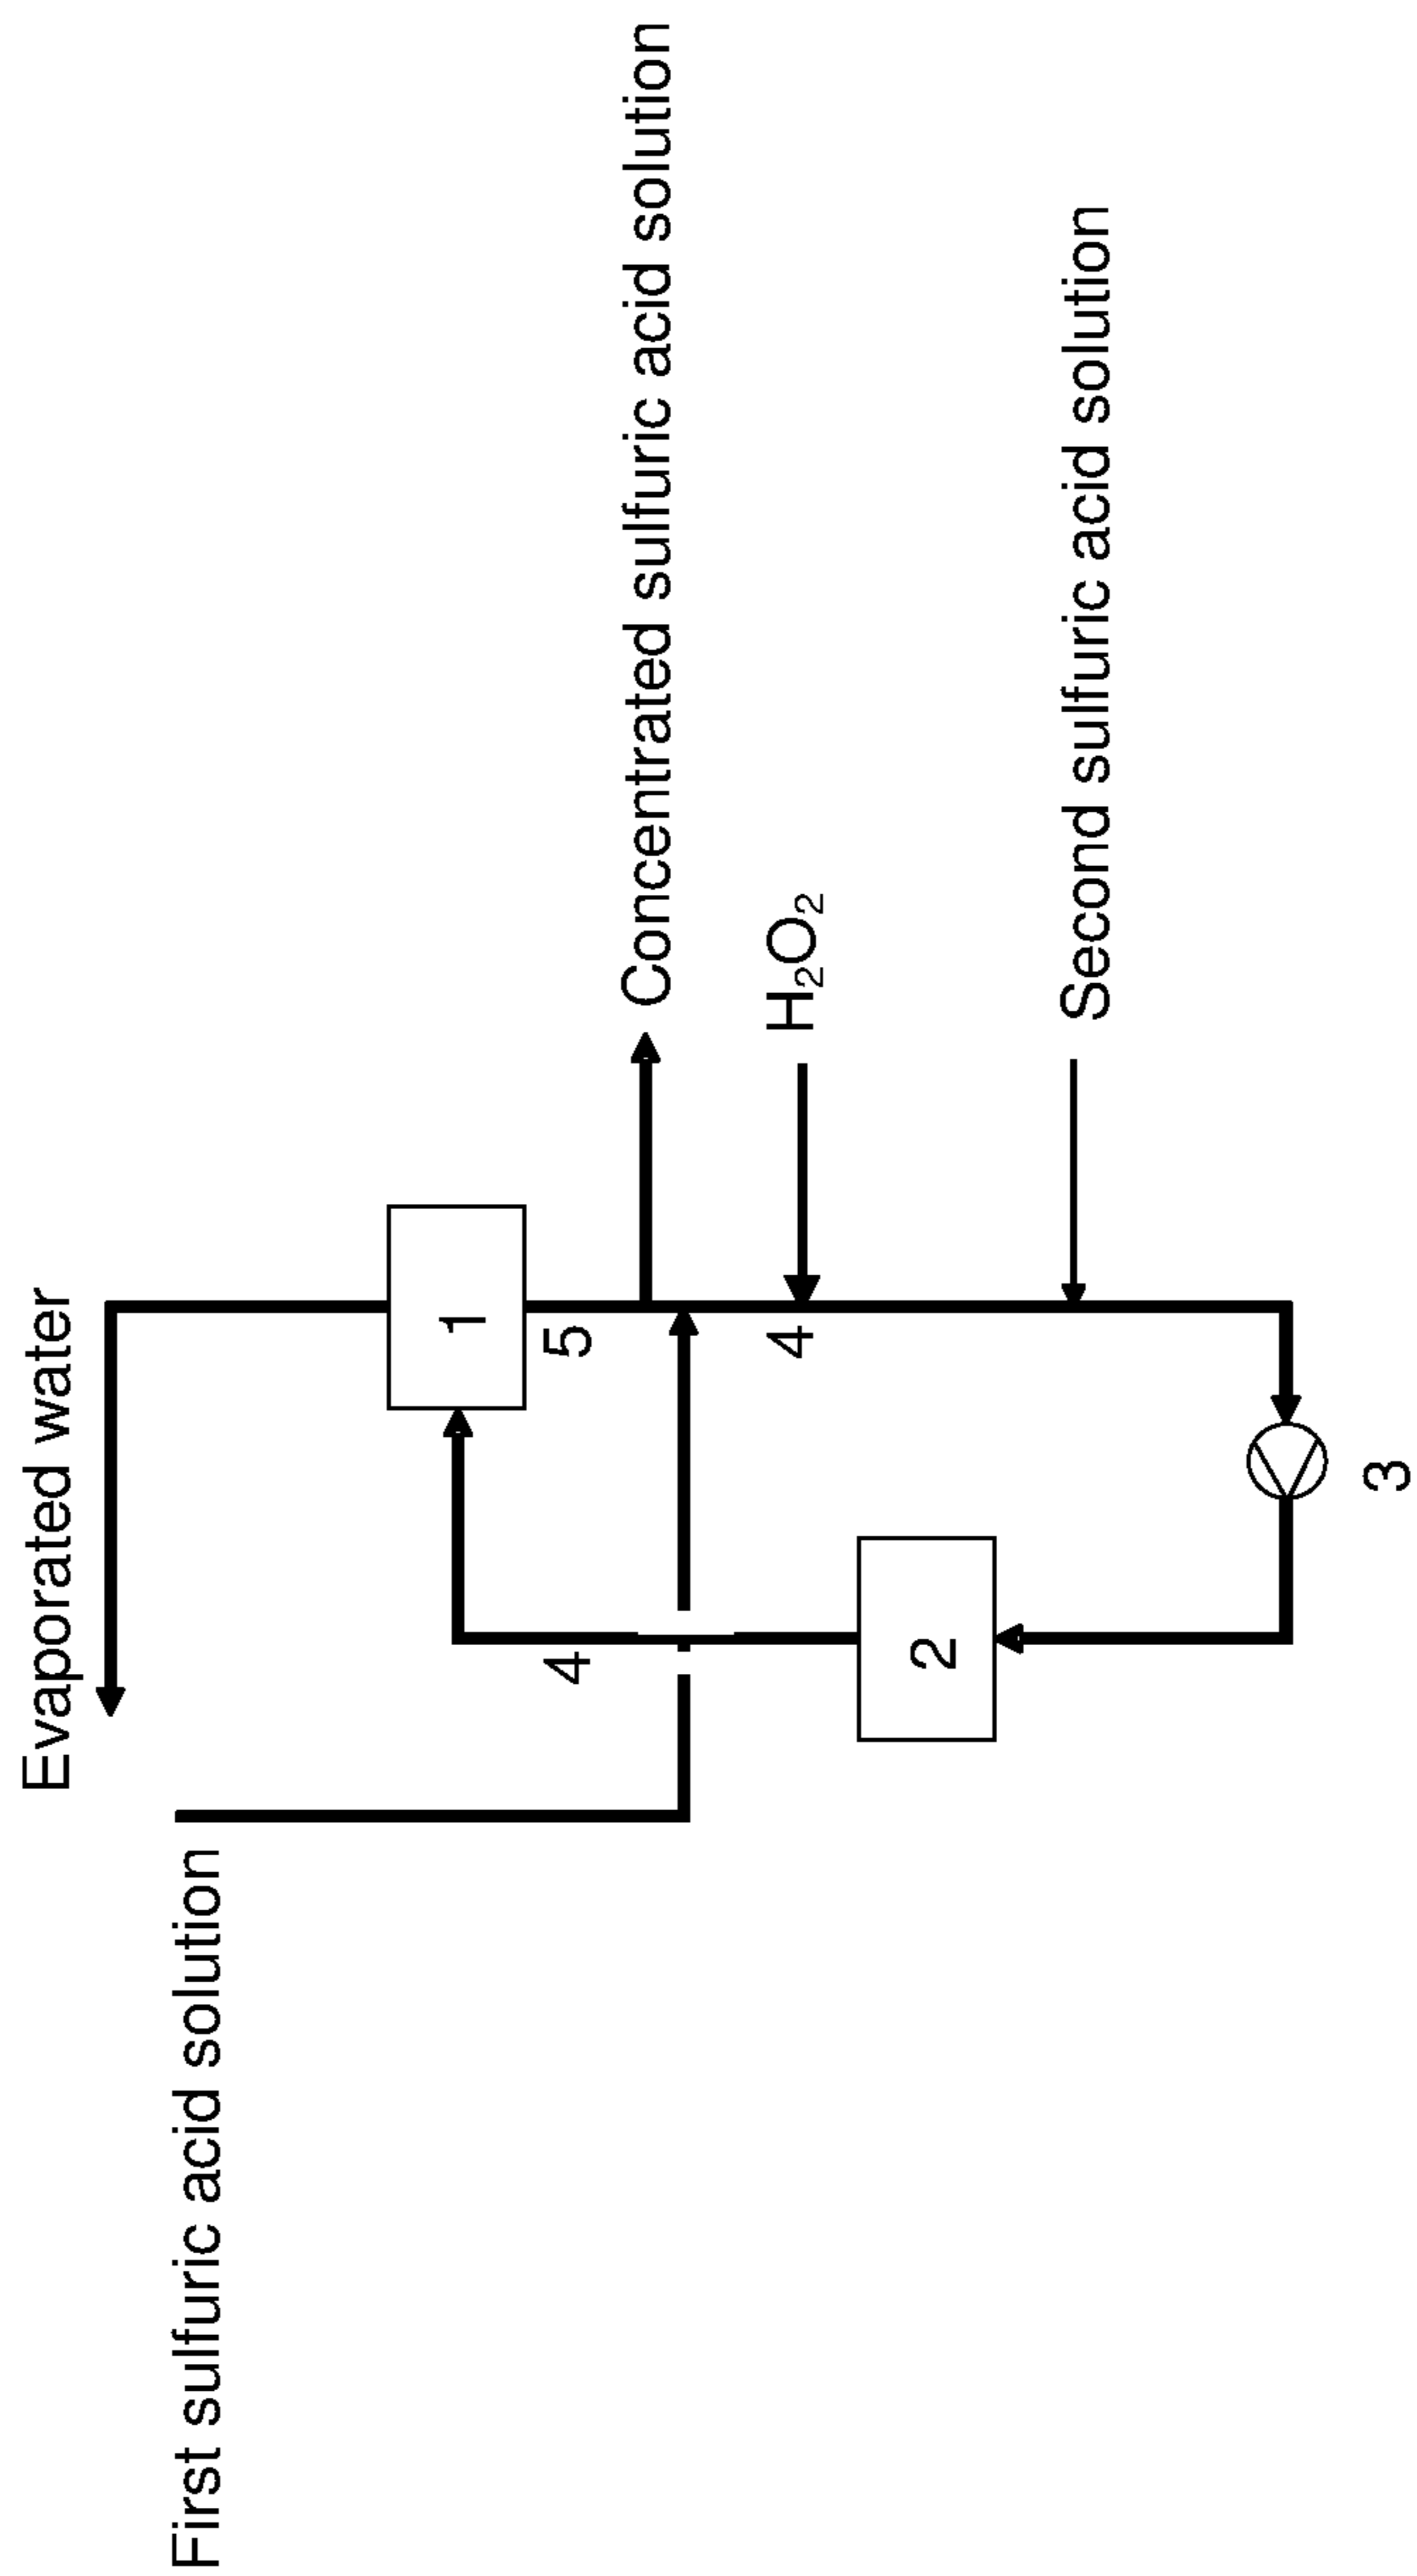 Evaporated water
First sulfuric acid solution
1
5
Concentrated sulfuric acid solution
4
4
H₂O₂
2
Second sulfuric acid solution
3